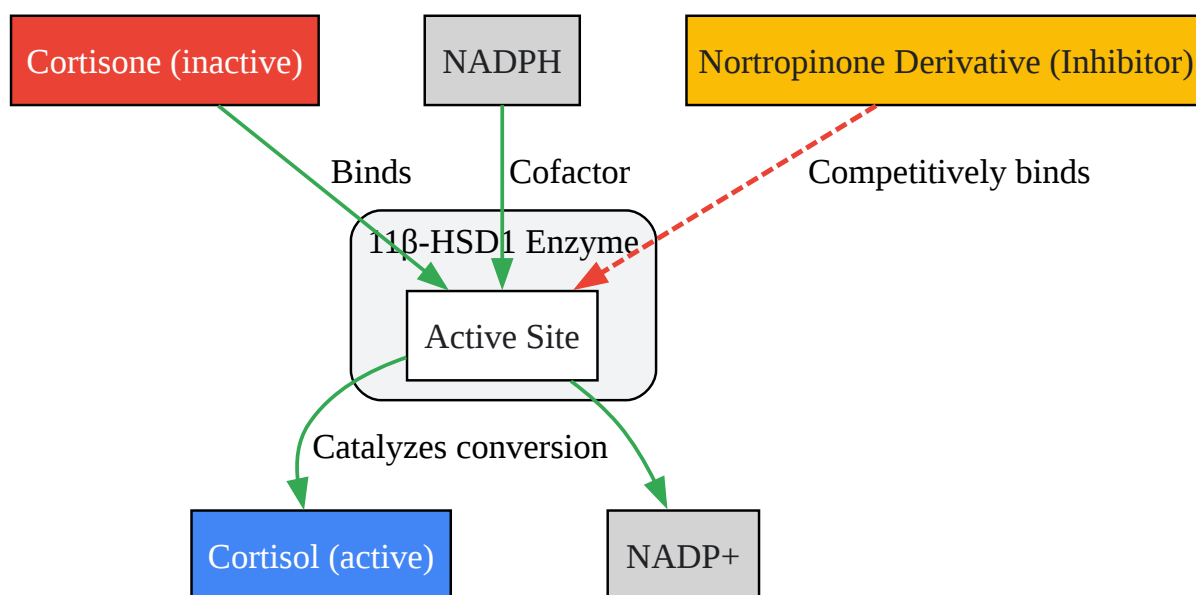 Cortisone (inactive)
NADPH
Nortropinone Derivative (Inhibitor)
Binds
Cofactor
Competitively binds
11β-HSD1 Enzyme
Active Site
Catalyzes conversion
Cortisol (active)
NADP+